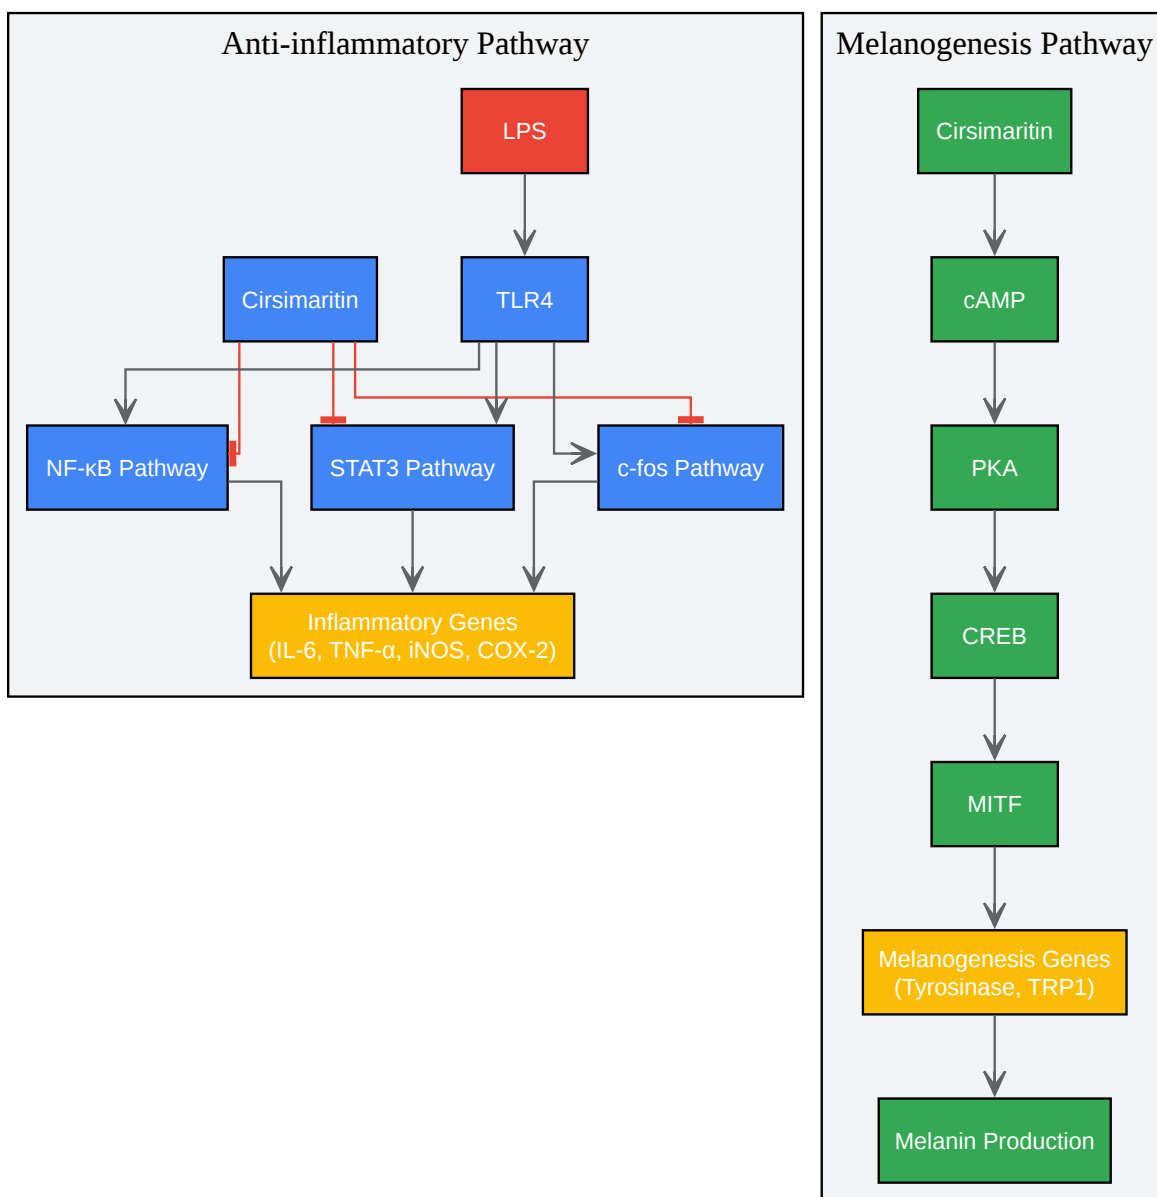 Anti-inflammatory Pathway
LPS
Cirsimaritin
TLR4
NF-κB Pathway
STAT3 Pathway
c-fos Pathway
Inflammatory Genes
(IL-6, TNF-α, iNOS, COX-2)
Melanogenesis Pathway
Cirsimaritin
cAMP
PKA
CREB
MITF
Melanogenesis Genes
(Tyrosinase, TRP1)
Melanin Production